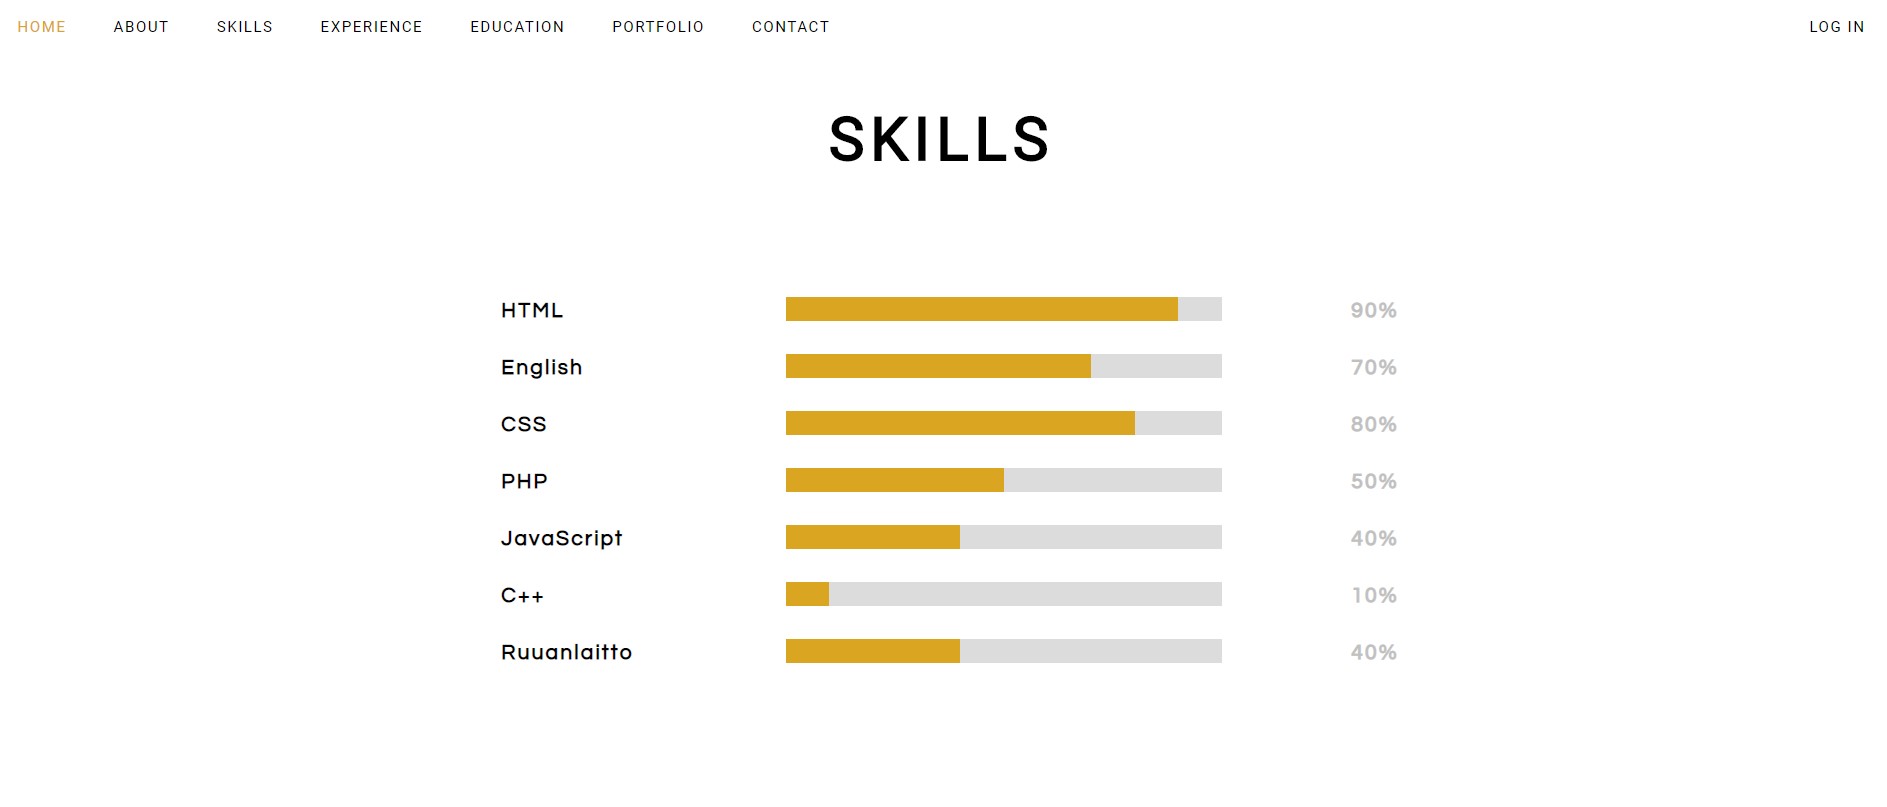 HOME ABOUT SKILLS EXPERIENCE EDUCATION PORTFOLIO CONTACT LOG IN
SKILLS
HTML 90%
English 70%
CSS 80%
PHP 50%
JavaScript 40%
C++ 10%
Ruuanlaitto 40%